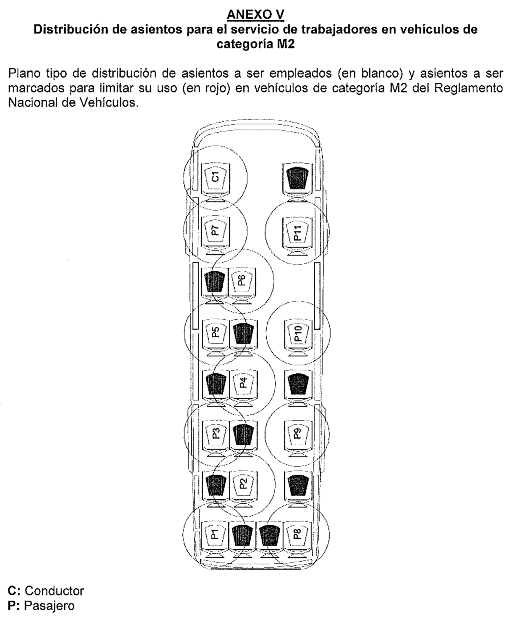 ANEXO V
Distribución de asientos para el servicio de trabajadores en vehículos de
categoría M2
Plano tipo de distribución de asientos a ser empleados (en blanco) y asientos a ser
marcados para limitar su uso (en rojo) en vehículos de categoría M2 del Reglamento
Nacional de Vehículos.
C1
P7 P11
P6
P5 P10
P4
P3 P9
P2
P1 P8
C: Conductor
P: Pasajero